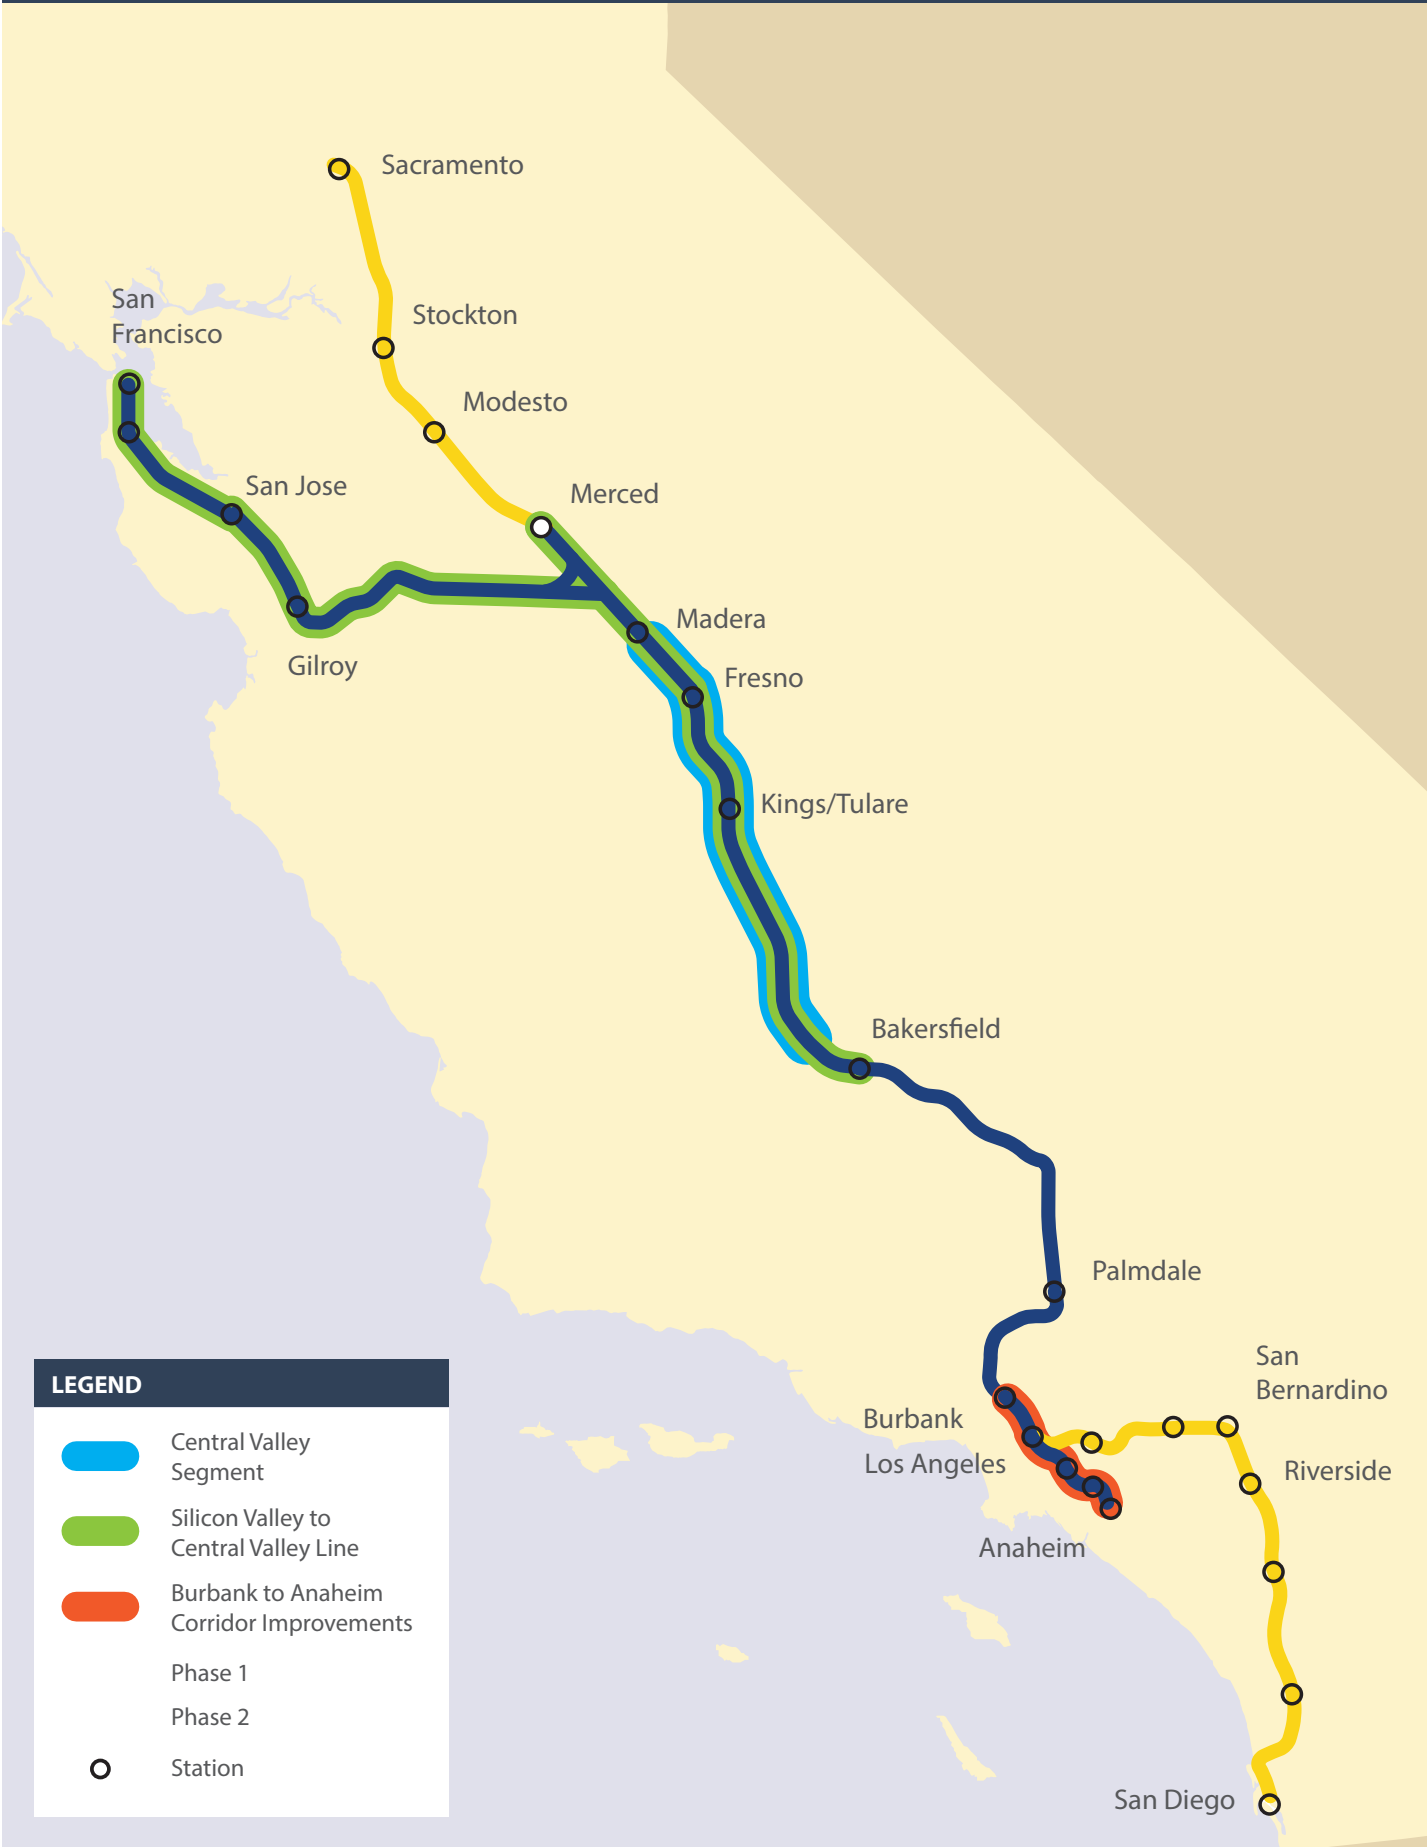 Sacramento
San
Francisco
Stockton
Modesto
San Jose
Merced
Gilroy
Madera
Fresno
Kings/Tulare
Bakersfield
Palmdale
San
Bernardino
Burbank
Los Angeles
Riverside
Anaheim
San Diego
LEGEND
Central Valley
Segment
Silicon Valley to
Central Valley Line
Burbank to Anaheim
Corridor Improvements
Phase 1
Phase 2
Station